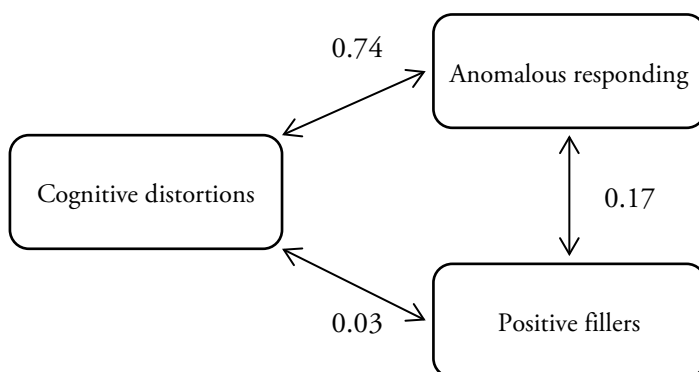 0.74
Anomalous responding
Cognitive distortions
0.17
0.03
Positive fillers